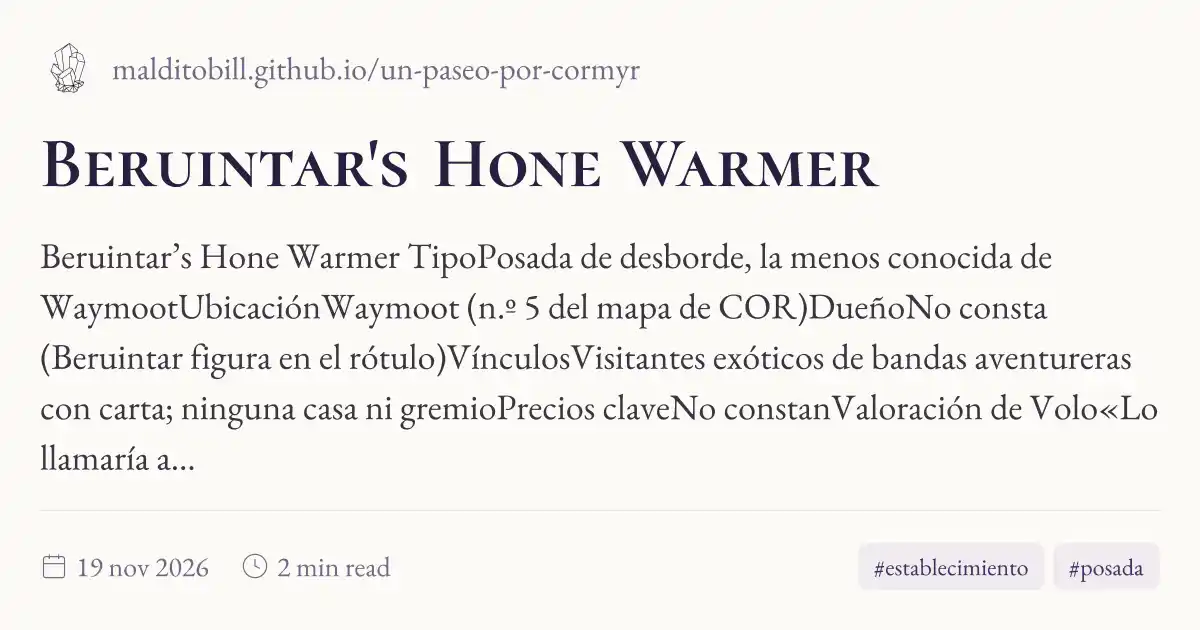 malditobill.github.io/un-paseo-por-cormyr
Beruintar's Hone Warmer
Beruintar’s Hone Warmer TipoPosada de desborde, la menos conocida de
WaymootUbicaciónWaymoot (n.º 5 del mapa de COR)DueñoNo consta
(Beruintar figura en el rótulo)VínculosVisitantes exóticos de bandas aventureras
con carta; ninguna casa ni gremioPrecios claveNo constanValoración de Volo«Lo
llamaría a...
19 nov 2026 2 min read #establecimiento #posada